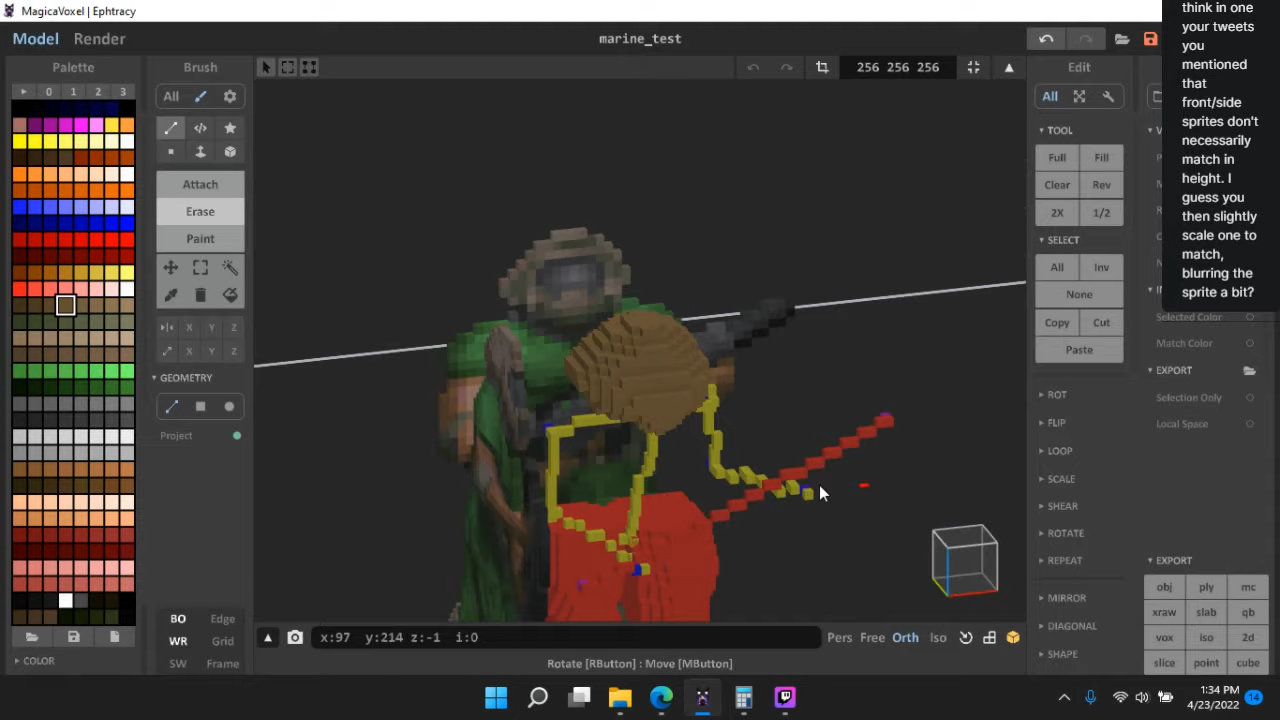 MagicaVoxel | Ephtracy
Model Render
marine_test
Palette
Brush
256 256 256
Edit
0 1 2 3
All
All
TOOL
Full Fill
Clear Rev
2X 1/2
Attach
Erase
Paint
SELECT
All Inv
None
Copy Cut
Paste
X Y Z
X Y Z
GEOMETRY
Project
ROT
FLIP
LOOP
SCALE
SHEAR
ROTATE
REPEAT
MIRROR
DIAGONAL
SHAPE
think in one
your tweets
you
mentioned
that
front/side
sprites don't
necessarily
match in
height. I
guess you
then slightly
scale one to
match,
blurring the
sprite a bit?
Selected Color
Match Color
EXPORT
Selection Only
Local Space
EXPORT
obj ply mc
xraw slab qb
vox iso 2d
slice point cube
BO Edge
WR Grid
SW Frame
COLOR
x:97 y:214 z:-1 i:0
Pers Free Orth Iso
Rotate [RButton] : Move [MButton]
1:34 PM
4/23/2022
14